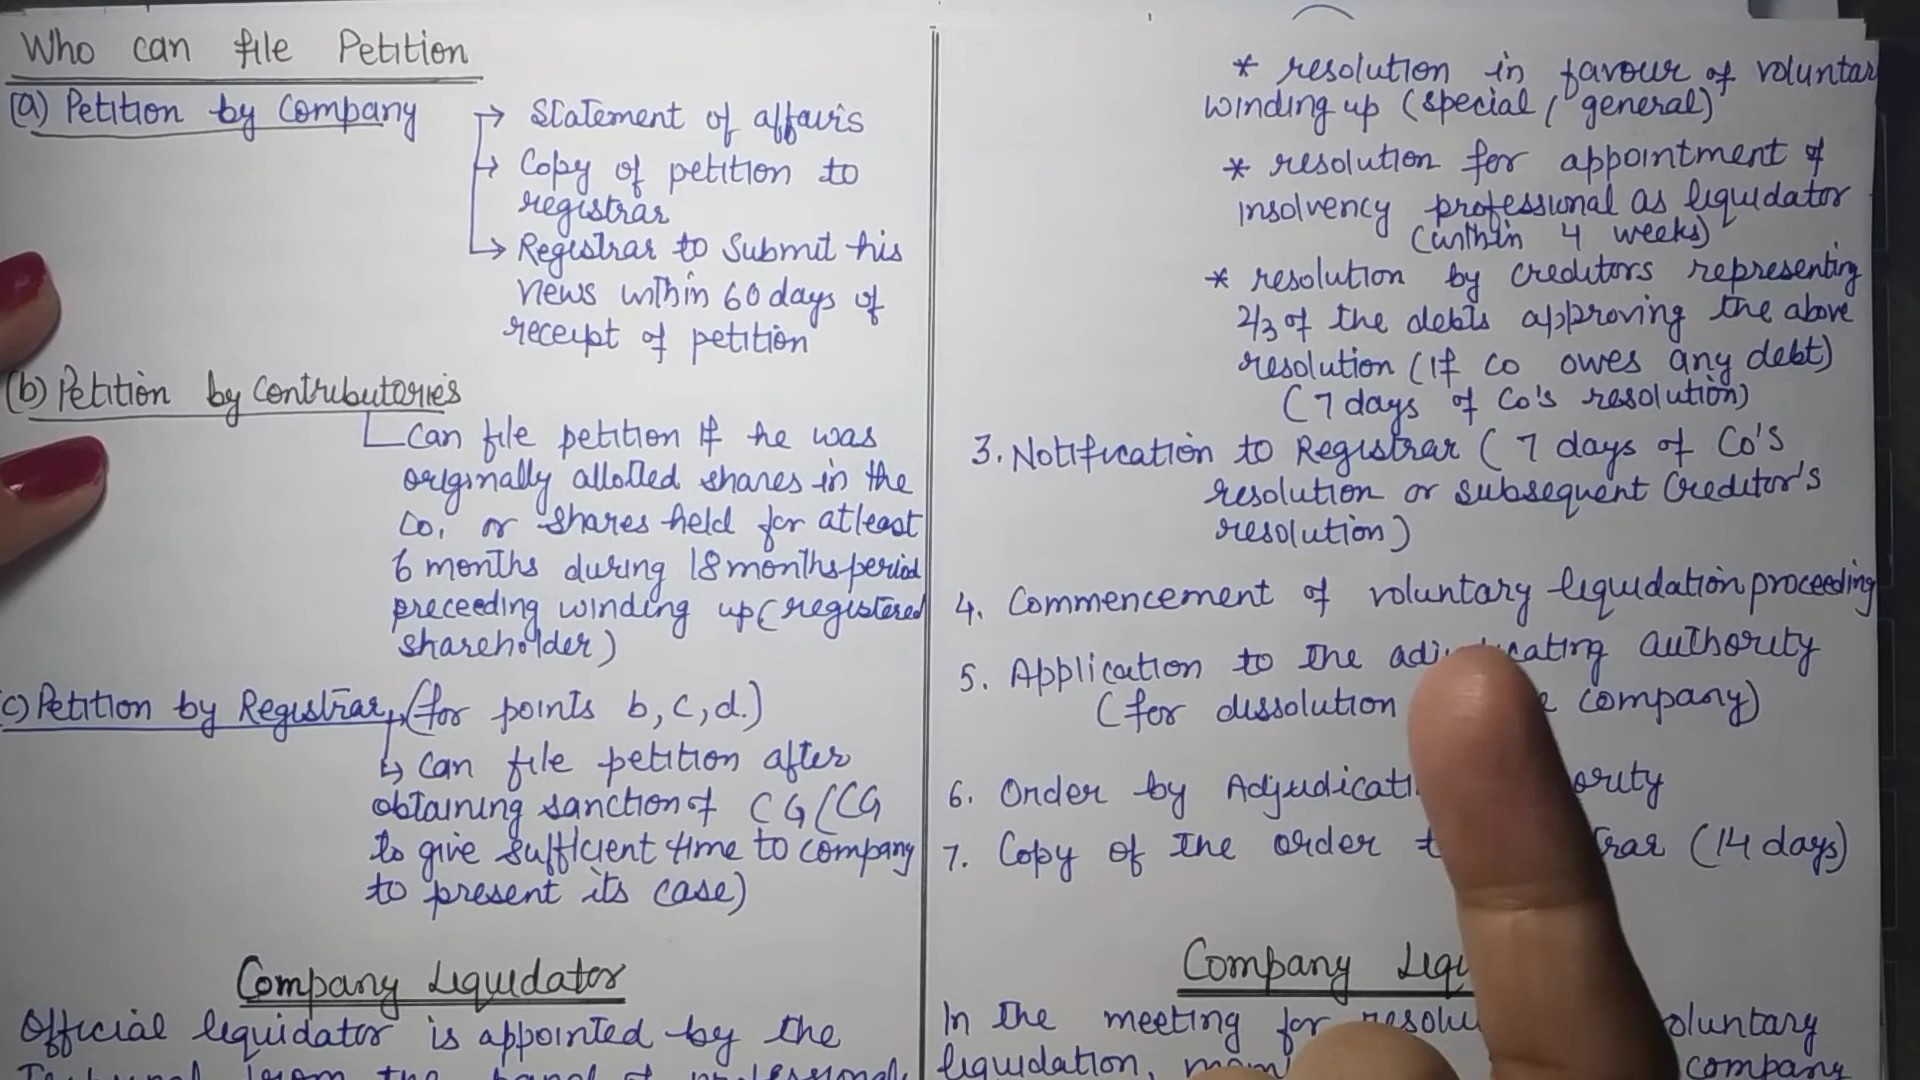 Who can file Petition
(a) Petition by Company
→ Statement of affairs
→ Copy of petition to
registrar
→ Registrar to Submit his
views within 60 days of
receipt of petition
(b) Petition by Contributories
can file petition if he was
originally allotted shares in the
Co, or shares held for atleast
6 months during 18 months period
preceeding winding up (registered
shareholder)
c) Petition by Registrar, (for points b, c, d.)
↳ can file petition after
obtaining sanction of CG (CG
to give sufficient time to company
to present its case)
Company Liquidator
Official liquidator is appointed by the
from the
* resolution in favour of voluntar
winding up (special / general)
* resolution for appointment of
insolvency professional as liquidator
(within 4 weeks)
* resolution by creditors representing
2/3 of the debts approving the above
resolution (if co owes any debt)
(7 days of Co's resolution)
3. Notification to Registrar (7 days of Co's
resolution or subsequent Creditor's
resolution)
4. Commencement of voluntary liquidation proceeding
5. Application to the authority
(for dissolution company)
6. Order by
7. Copy of the order (14 days)
Company
In the meeting for
liquidation, company